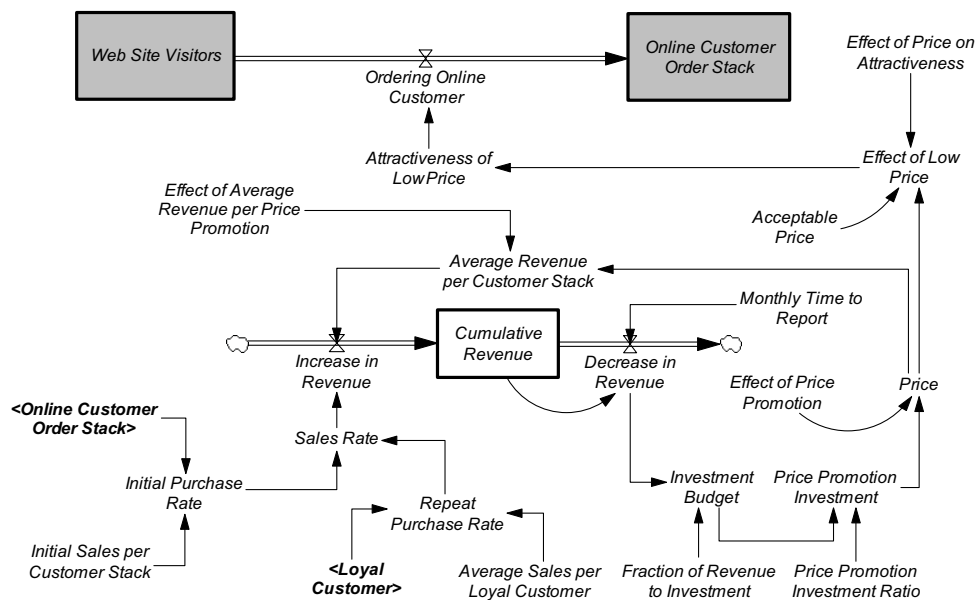 Web Site Visitors
Online Customer
Order Stack
Effect of Price on
Attractiveness
Ordering Online
Customer
Attractiveness of
Low Price
Effect of Low
Price
Effect of Average
Revenue per Price
Promotion
Acceptable
Price
Average Revenue
per Customer Stack
Monthly Time to
Report
Cumulative
Revenue
Increase in
Revenue
Decrease in
Revenue
Effect of Price
Promotion
Price
<Online Customer
Order Stack>
Sales Rate
Initial Purchase
Rate
Repeat
Purchase Rate
Investment
Budget
Price Promotion
Investment
Initial Sales per
Customer Stack
<Loyal
Customer>
Average Sales per
Loyal Customer
Fraction of Revenue
to Investment
Price Promotion
Investment Ratio